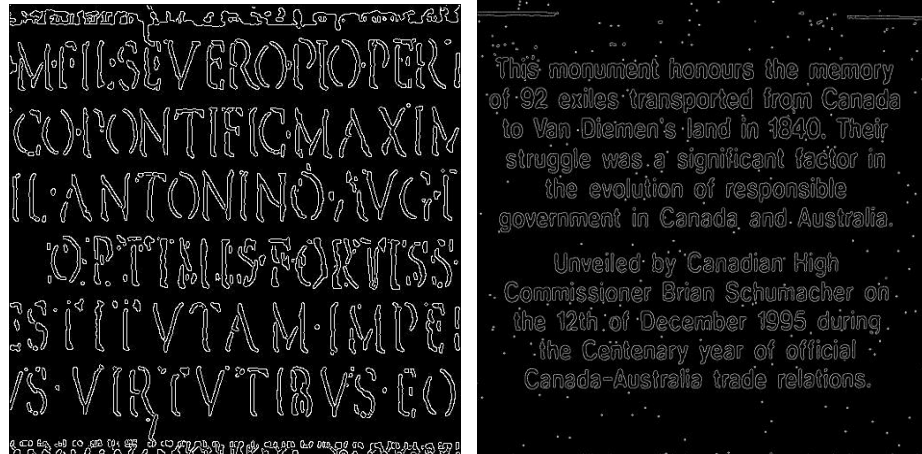 M·FIL·SEVERO·PIO·PERT
CO·PONTIFIC·MAXIM
IL·ANTONINO·AVG·
O·P·TIMIS·FORTISS·
ESTITVTAM·IMPE
VS·VIRTVTIBVS·EO
This monument honours the memory
of 92 exiles transported from Canada
to Van Diemen's land in 1840. Their
struggle was a significant factor in
the evolution of responsible
government in Canada and Australia.
Unveiled by Canadian High
Commissioner Brian Schumacher on
the 12th of December 1995 during
the Centenary year of official
Canada-Australia trade relations.